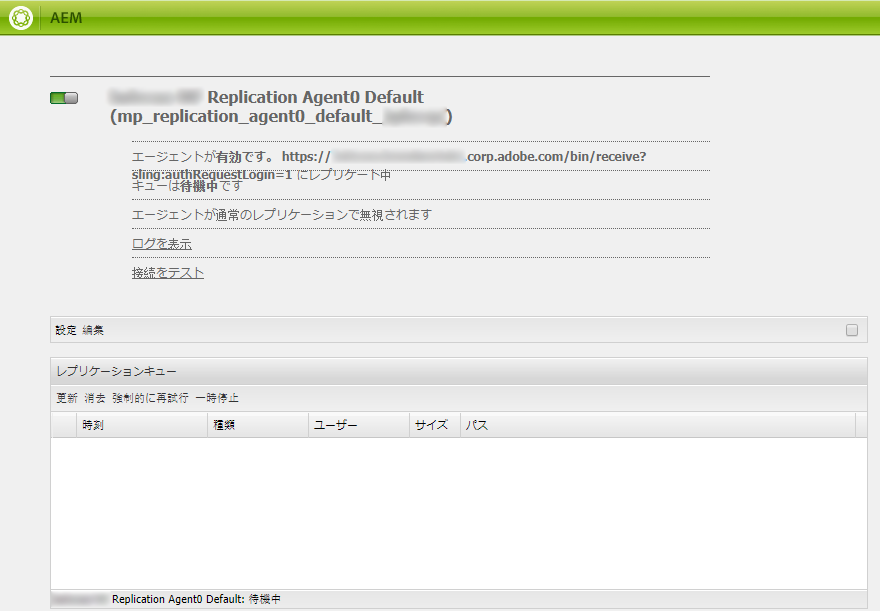 AEM
Replication Agent0 Default
(mp_replication_agent0_default_)
エージェントが有効です。 https://.corp.adobe.com/bin/receive?
sling:authRequestLogin=1 にレプリケート中
キューは待機中です
エージェントが通常のレプリケーションで無視されます
ログを表示
接続をテスト
設定 編集
レプリケーションキュー
更新 消去 強制的に再試行 一時停止
時刻 種類 ユーザー サイズ パス
Replication Agent0 Default: 待機中